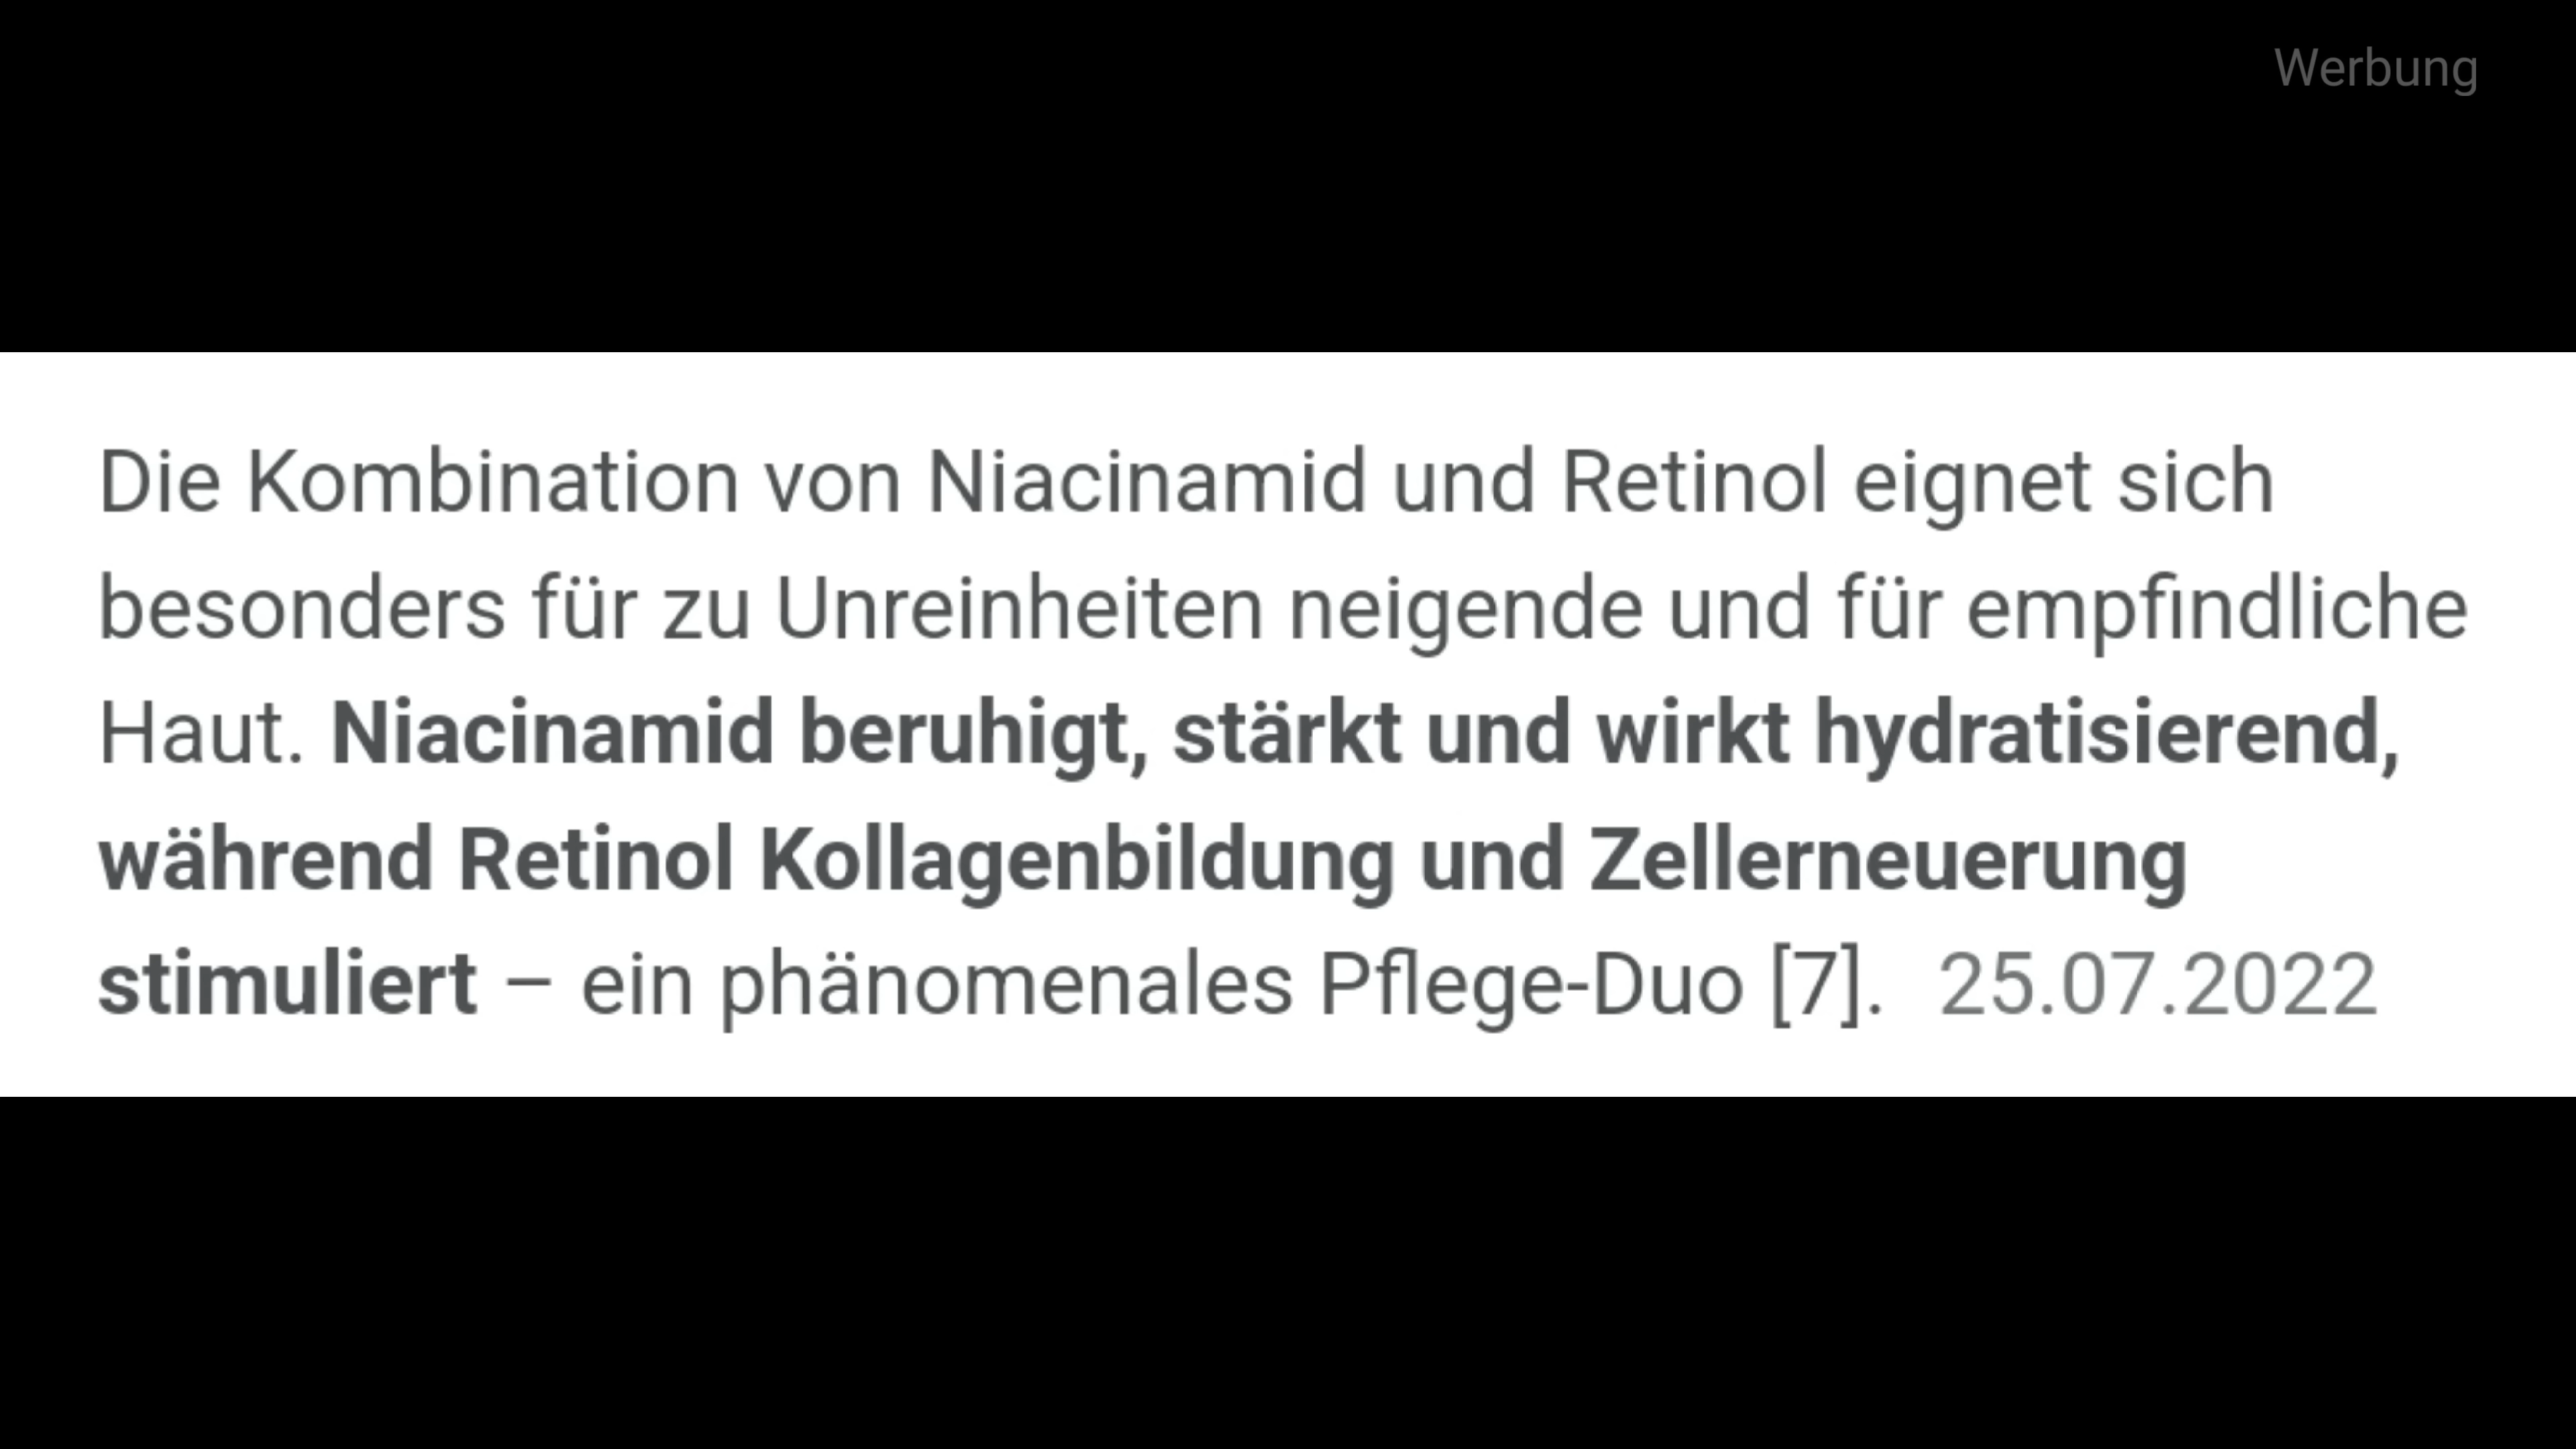 Werbung
Die Kombination von Niacinamid und Retinol eignet sich
besonders für zu Unreinheiten neigende und für empfindliche
Haut. Niacinamid beruhigt, stärkt und wirkt hydratisierend,
während Retinol Kollagenbildung und Zellerneuerung
stimuliert – ein phänomenales Pflege-Duo [7]. 25.07.2022